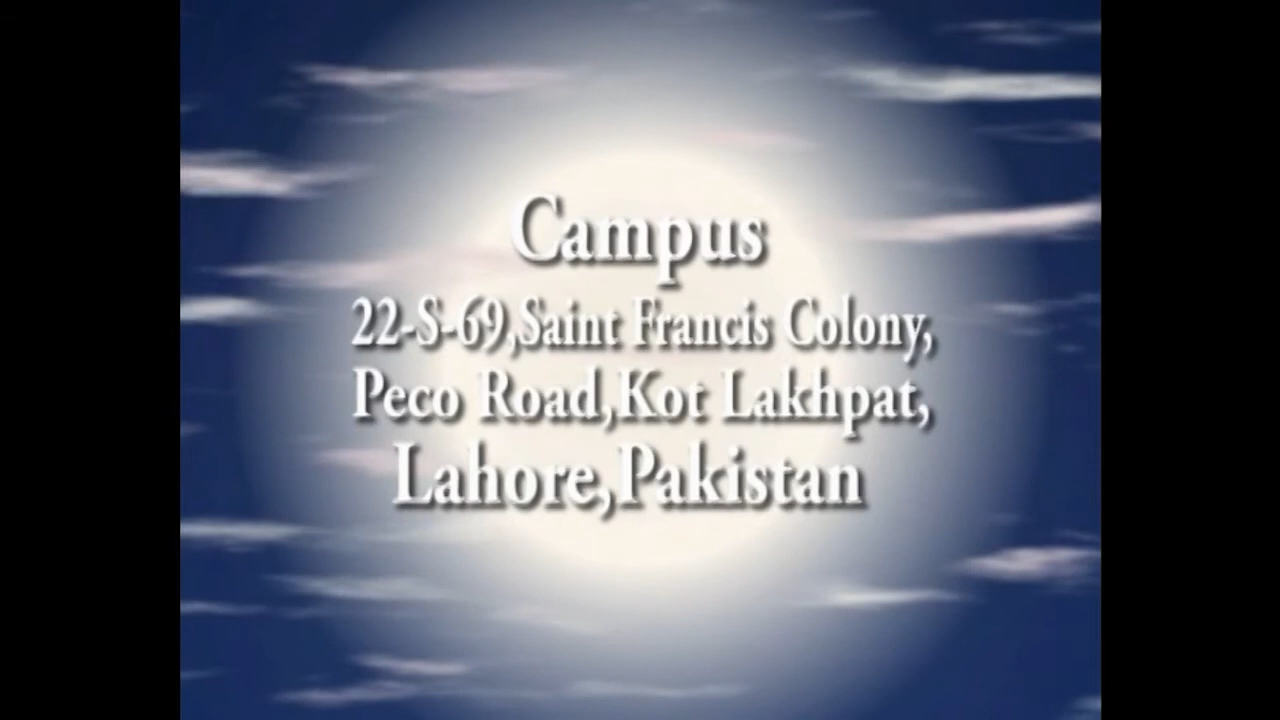 Campus
22-S-69,Saint Francis Colony,
Peco Road,Kot Lakhpat,
Lahore,Pakistan